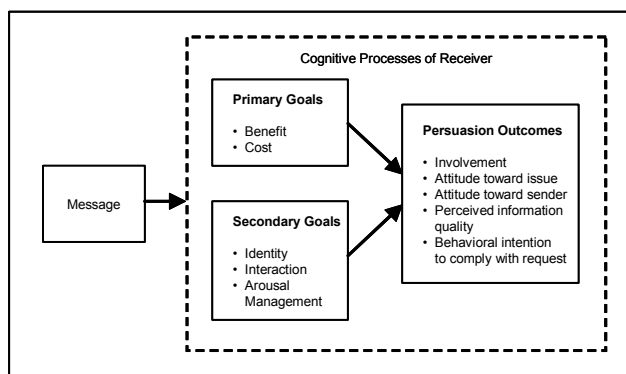 Cognitive Processes of Receiver
Message
Primary Goals
• Benefit
• Cost
Secondary Goals
• Identity
• Interaction
• Arousal
Management
Persuasion Outcomes
• Involvement
• Attitude toward issue
• Attitude toward sender
• Perceived information
quality
• Behavioral intention
to comply with request